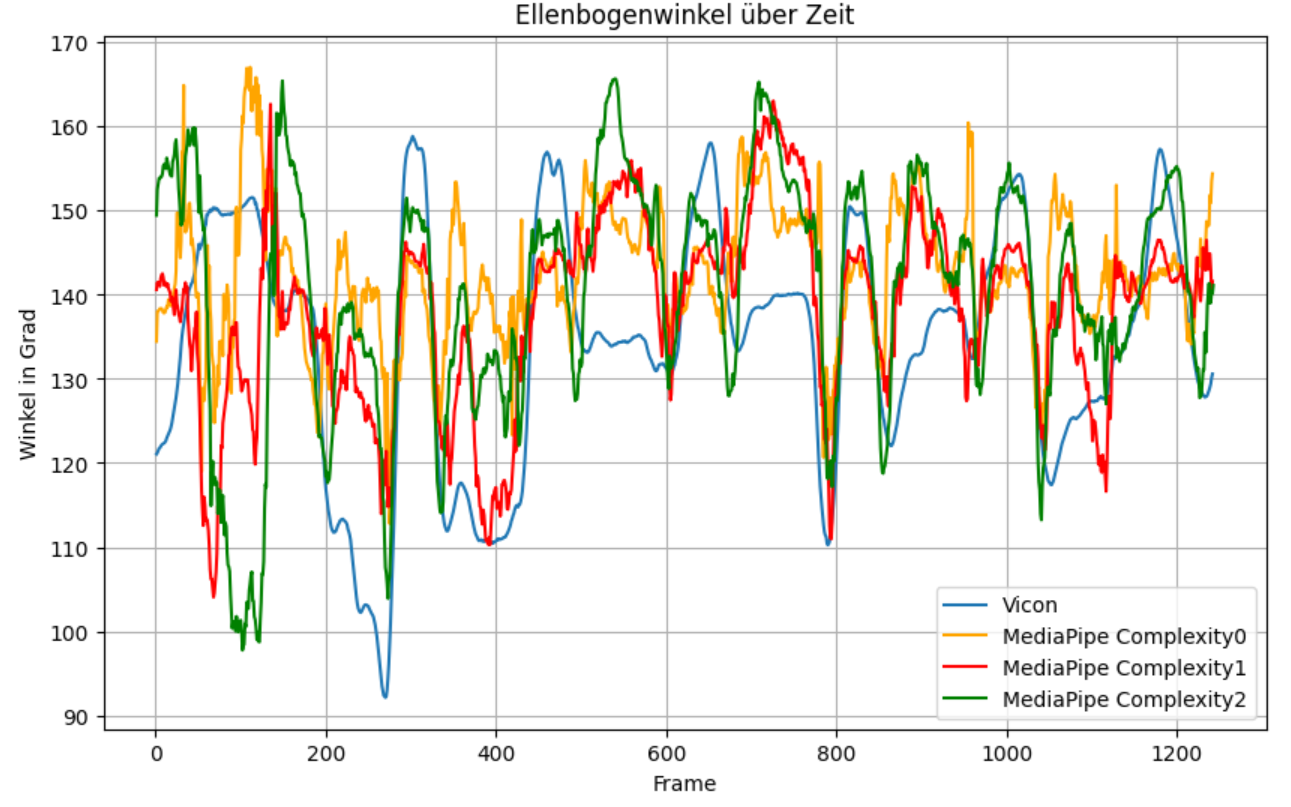 Ellenbogenwinkel über Zeit
170
160
150
140
130
120
110
100
90
Winkel in Grad
0 200 400 600 800 1000 1200
Frame
Vicon
MediaPipe Complexity0
MediaPipe Complexity1
MediaPipe Complexity2